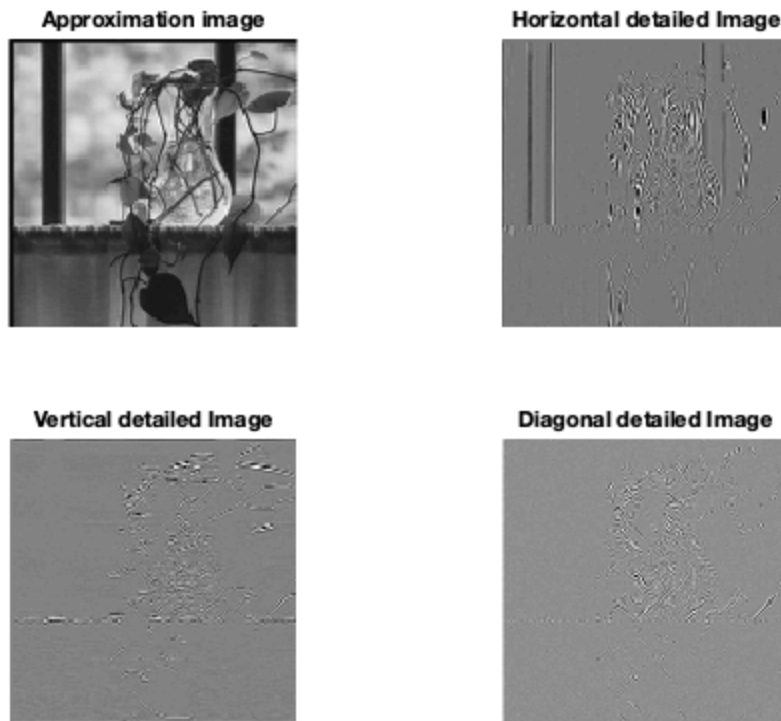 Approximation image
Horizontal detailed Image
Vertical detailed Image
Diagonal detailed Image